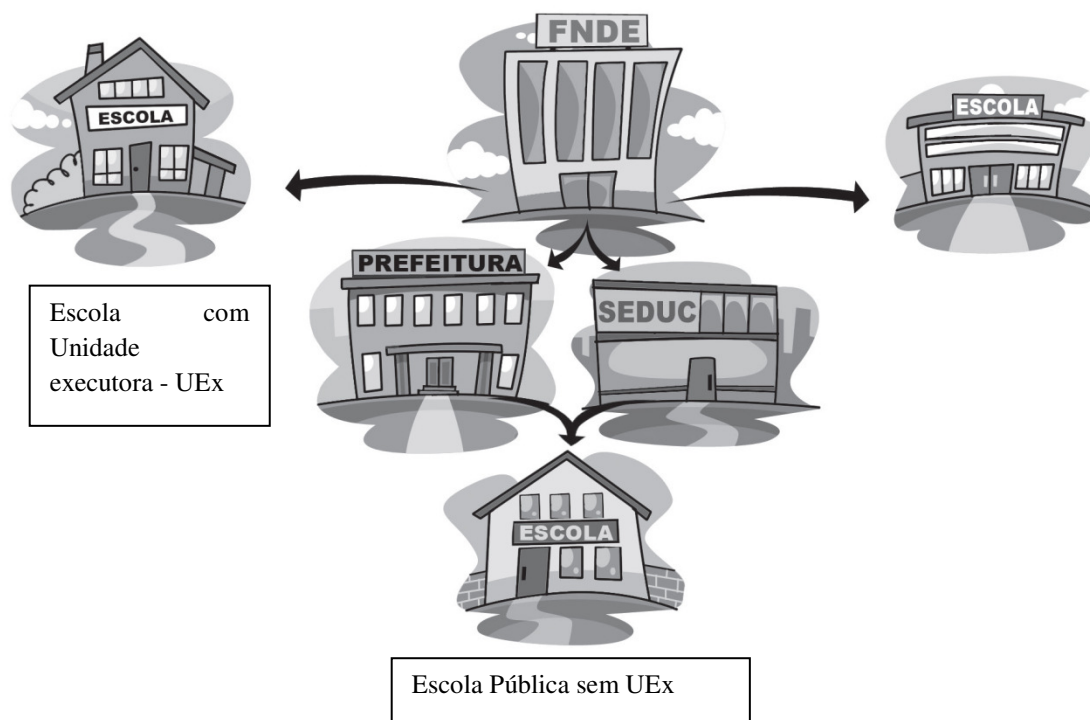 FNDE
ESCOLA
ESCOLA
PREFEITURA
SEDUC
Escola com
Unidade
executora - UEx
ESCOLA
Escola Pública sem UEx